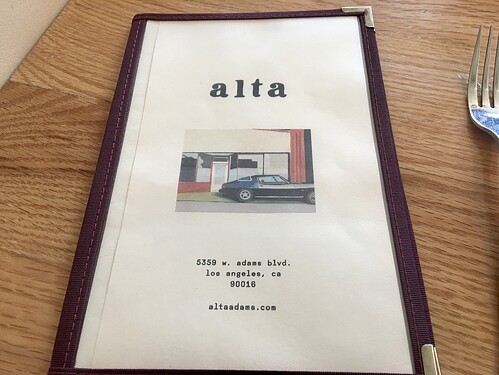 alta
5359 w. adams blvd.
los angeles, ca
90016
altaadams.com